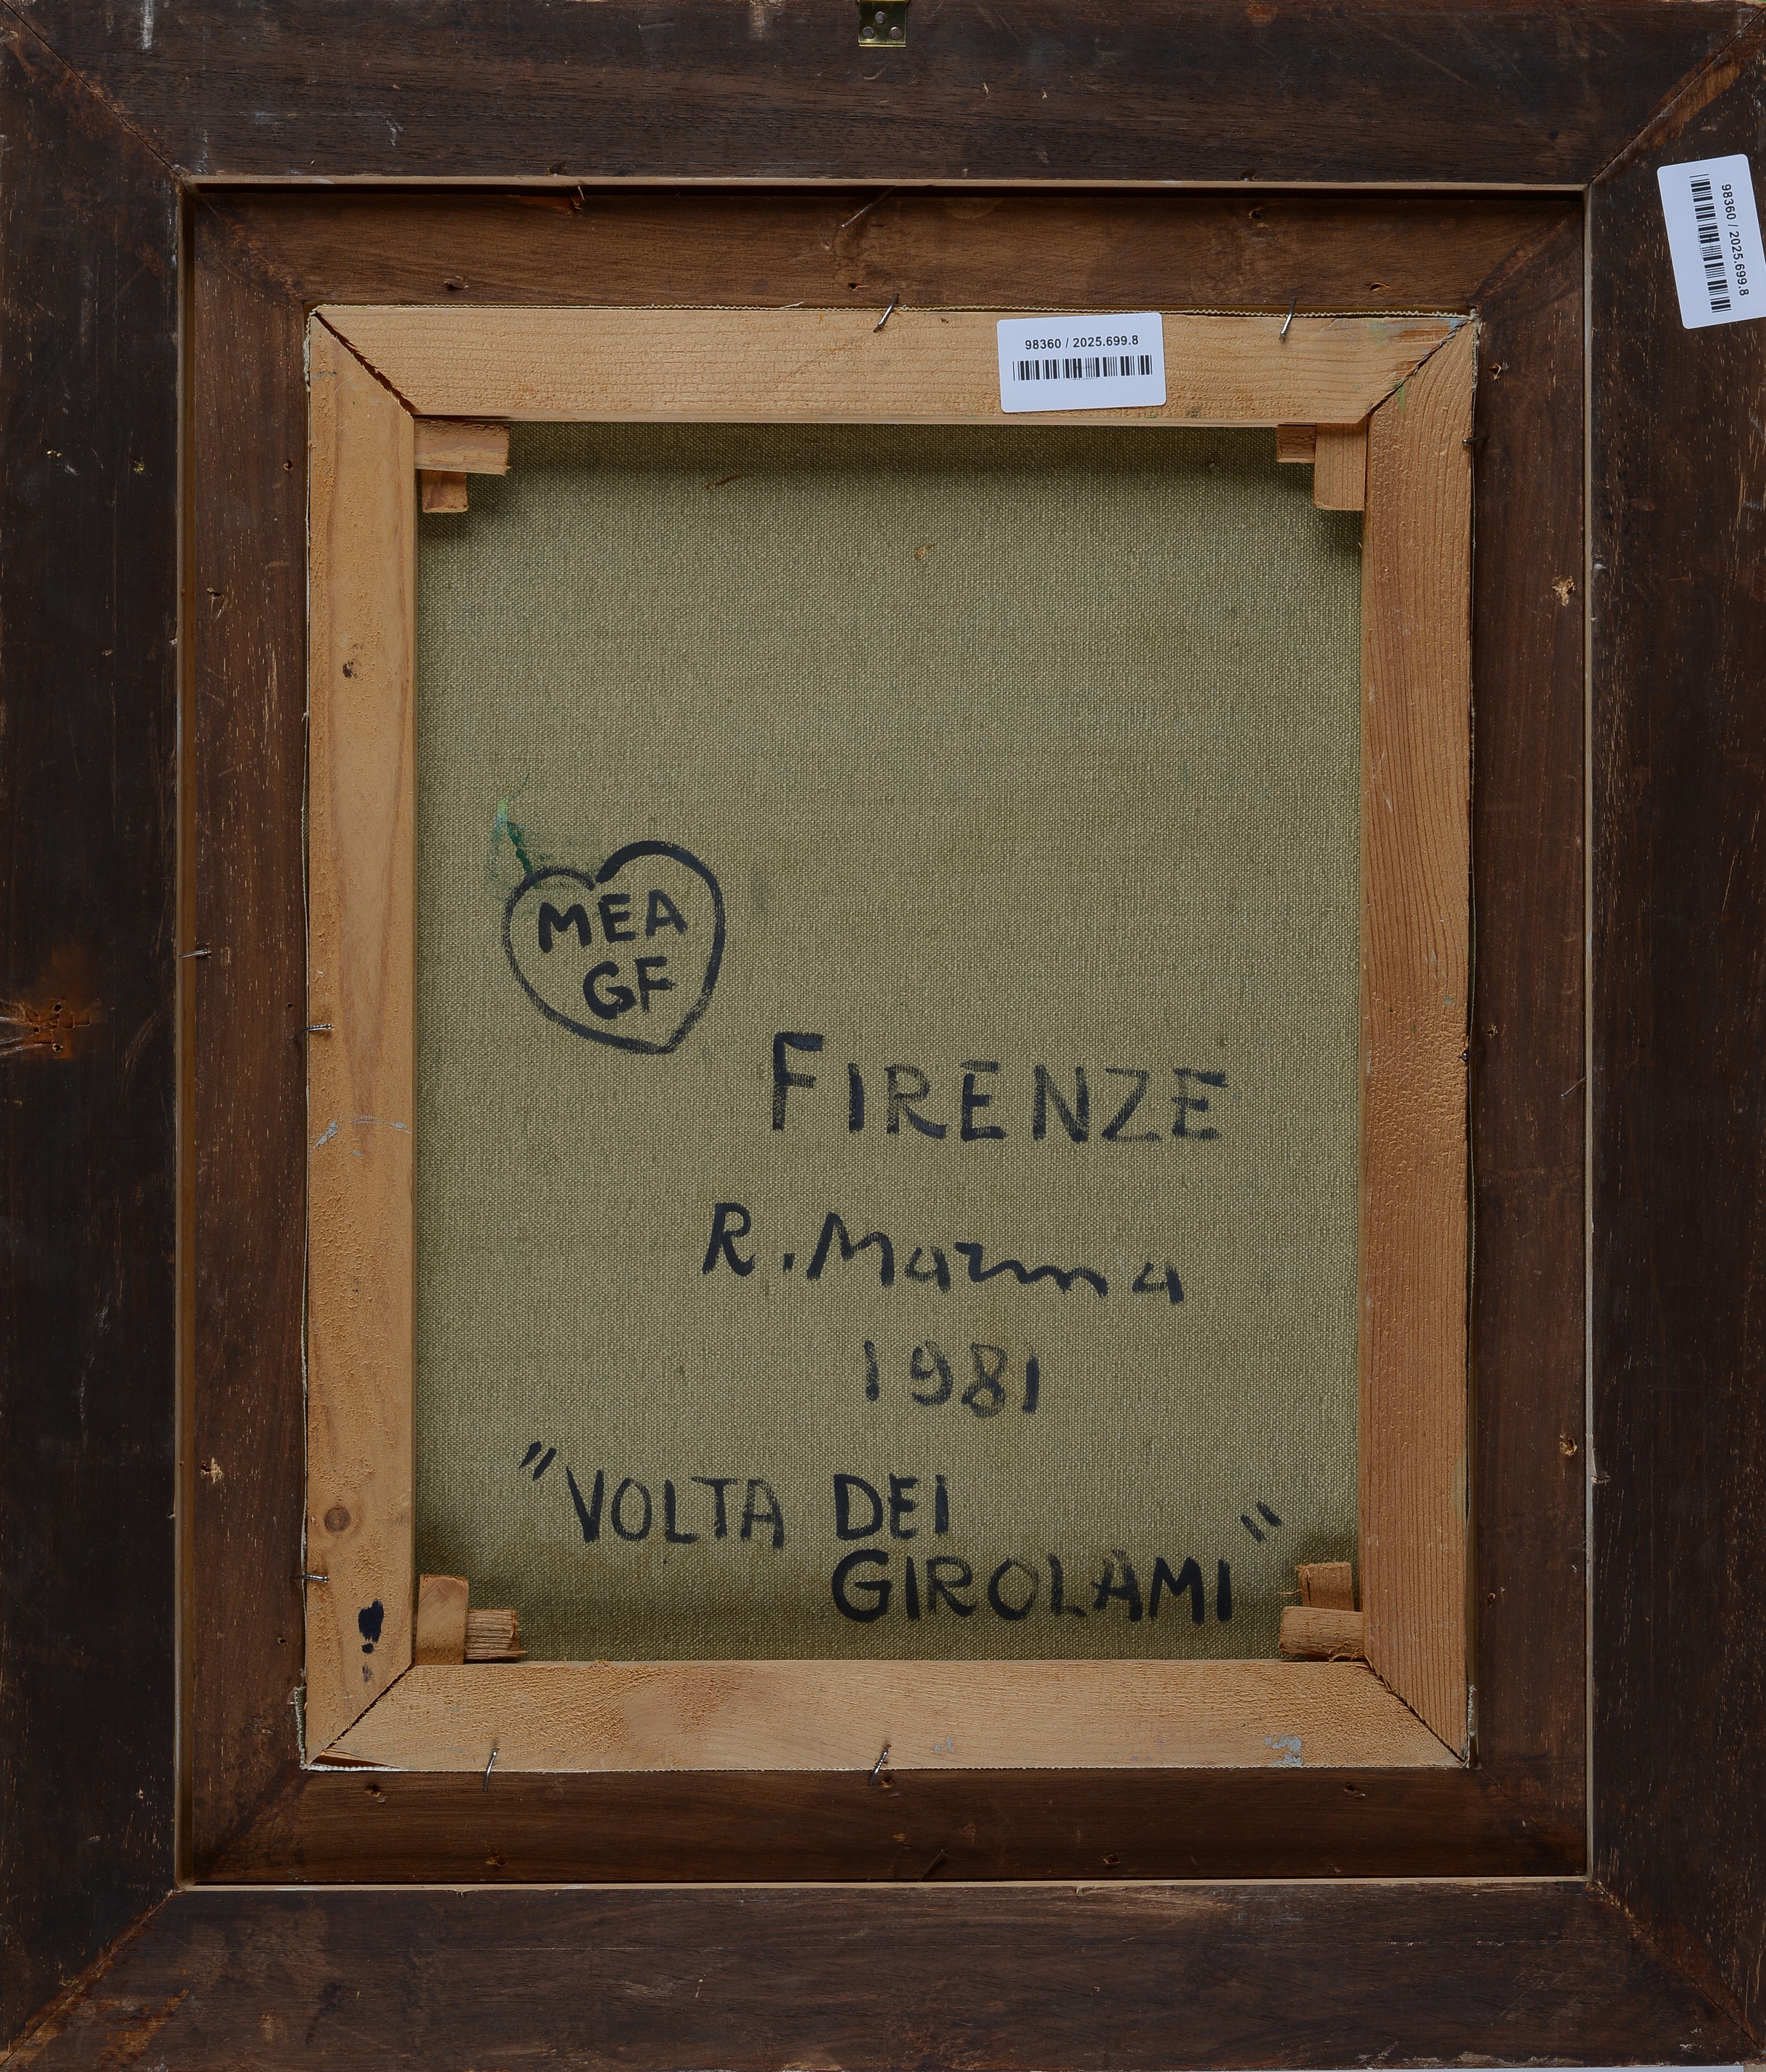 98360 / 2025.699.8
98360 / 2025.699.8
MEA
GF
FIRENZE
R. Marma
1981
"VOLTA DEI
GIROLAMI"